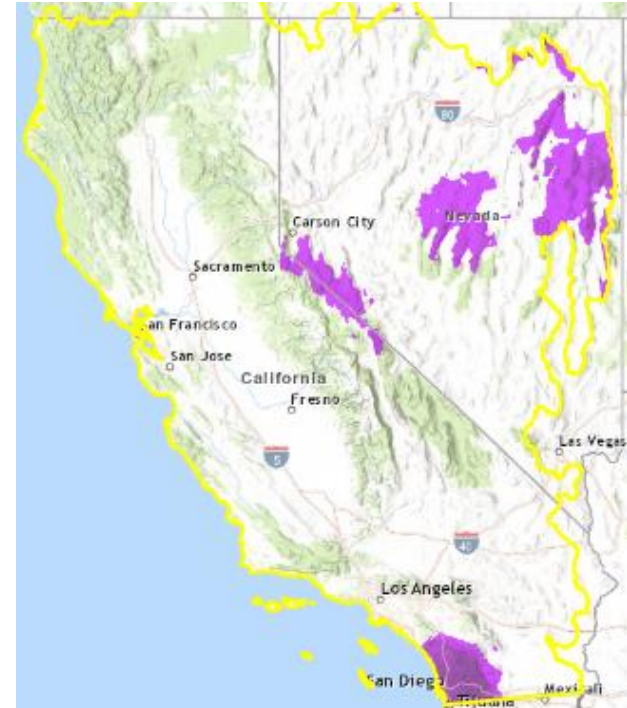 80
Nevada
Carson City
Sacramento
an Francisco
San Jose
California
Fresno
5
Las Vegas
40
Los Angeles
San Diego
Tijuana
Mexicali